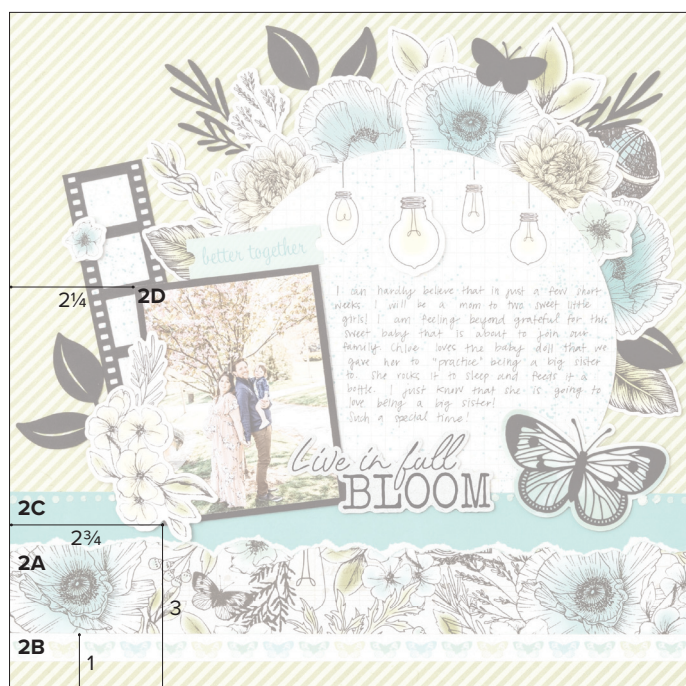 better together
2¼ 2D
I can hardly believe that in just a few short
weeks I will be a mom to two sweet little
girls! I am feeling beyond grateful for this
sweet baby that is about to join our
family. Chloe loves the baby doll that we
gave her to "practice" being a big sister
to. She rocks it to sleep and feeds it a
bottle. I just know that she is going to
love being a big sister!
Such a special time!
Live in full
BLOOM
2C
2¾
2A
3
2B
1